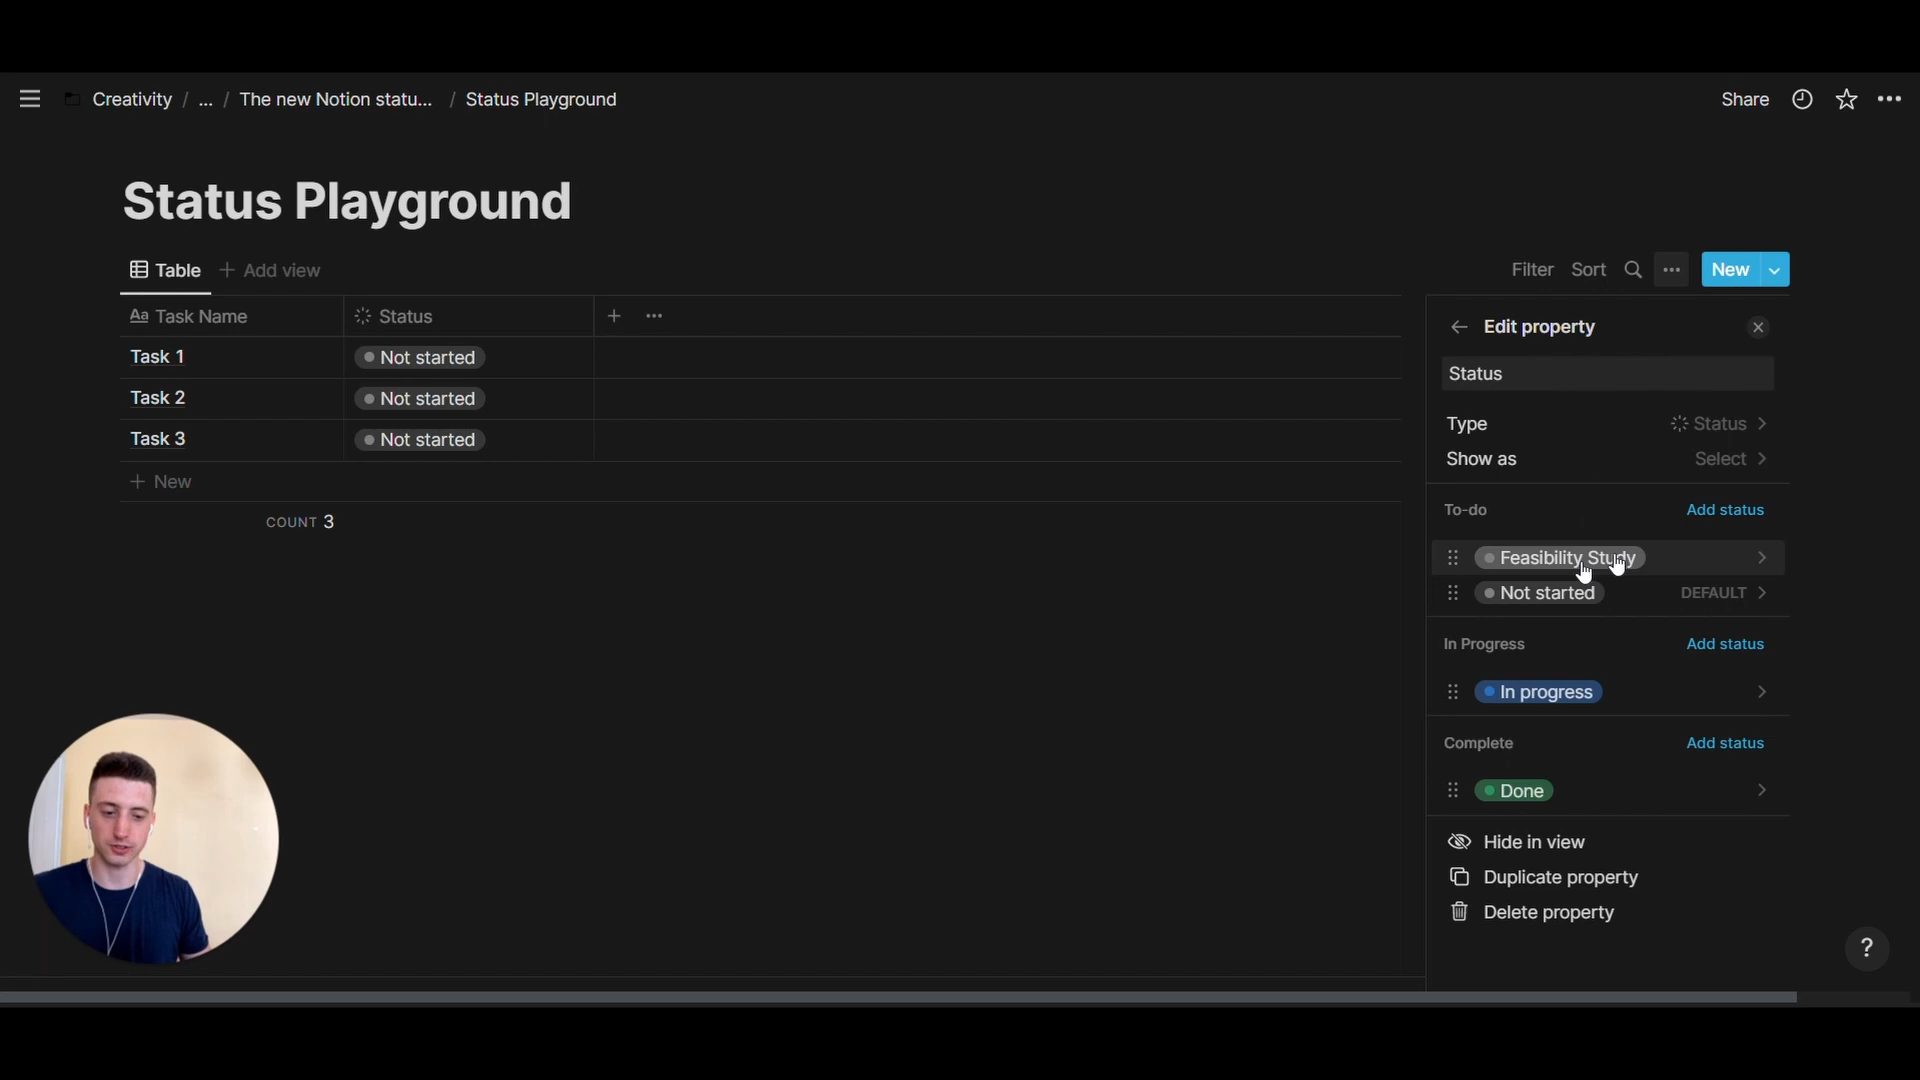 Creativity / ... / The new Notion statu... / Status Playground
Share
Status Playground
Table
+ Add view
Filter
Sort
New
Aa Task Name
Status
Task 1
Not started
Task 2
Not started
Task 3
Not started
+ New
COUNT 3
Edit property
Status
Type
Status
Show as
Select
To-do
Add status
Feasibility Study
Not started
DEFAULT
In Progress
Add status
In progress
Complete
Add status
Done
Hide in view
Duplicate property
Delete property
?